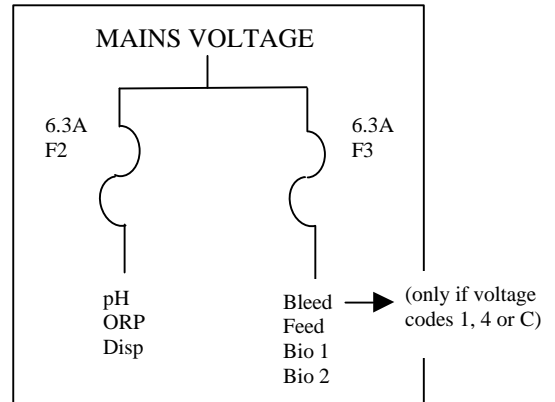 MAINS VOLTAGE
6.3A
F2
6.3A
F3
pH
ORP
Disp
Bleed
Feed
Bio 1
Bio 2
(only if voltage
codes 1, 4 or C)